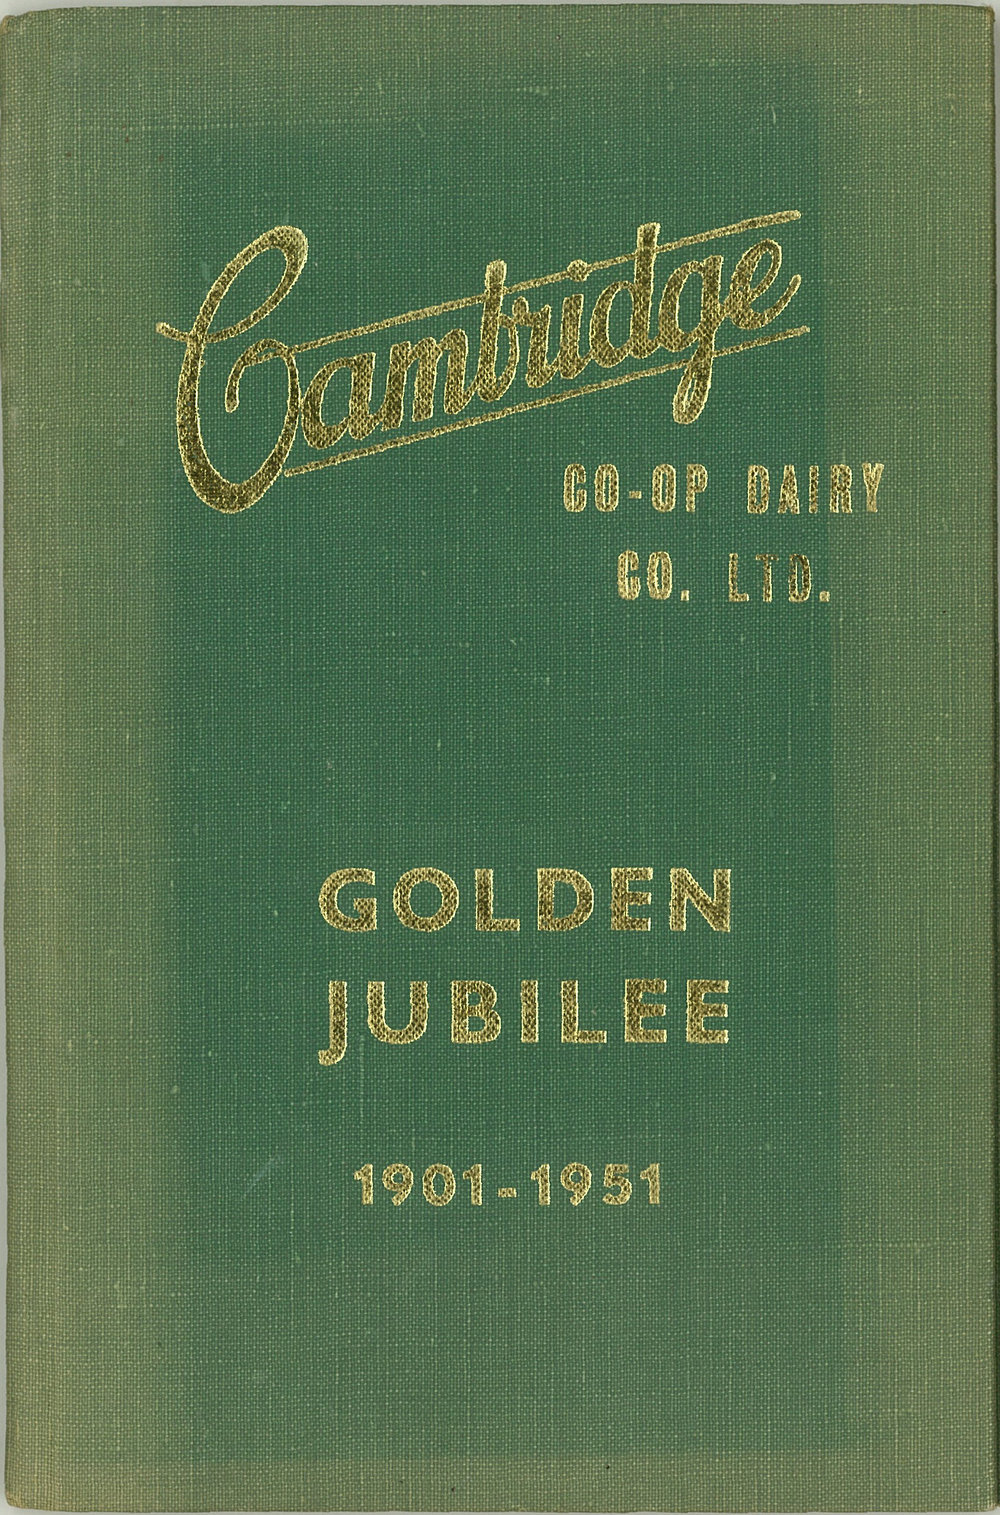 Cambridge
CO-OP DAIRY
CO. LTD.
GOLDEN
JUBILEE
1901-1951